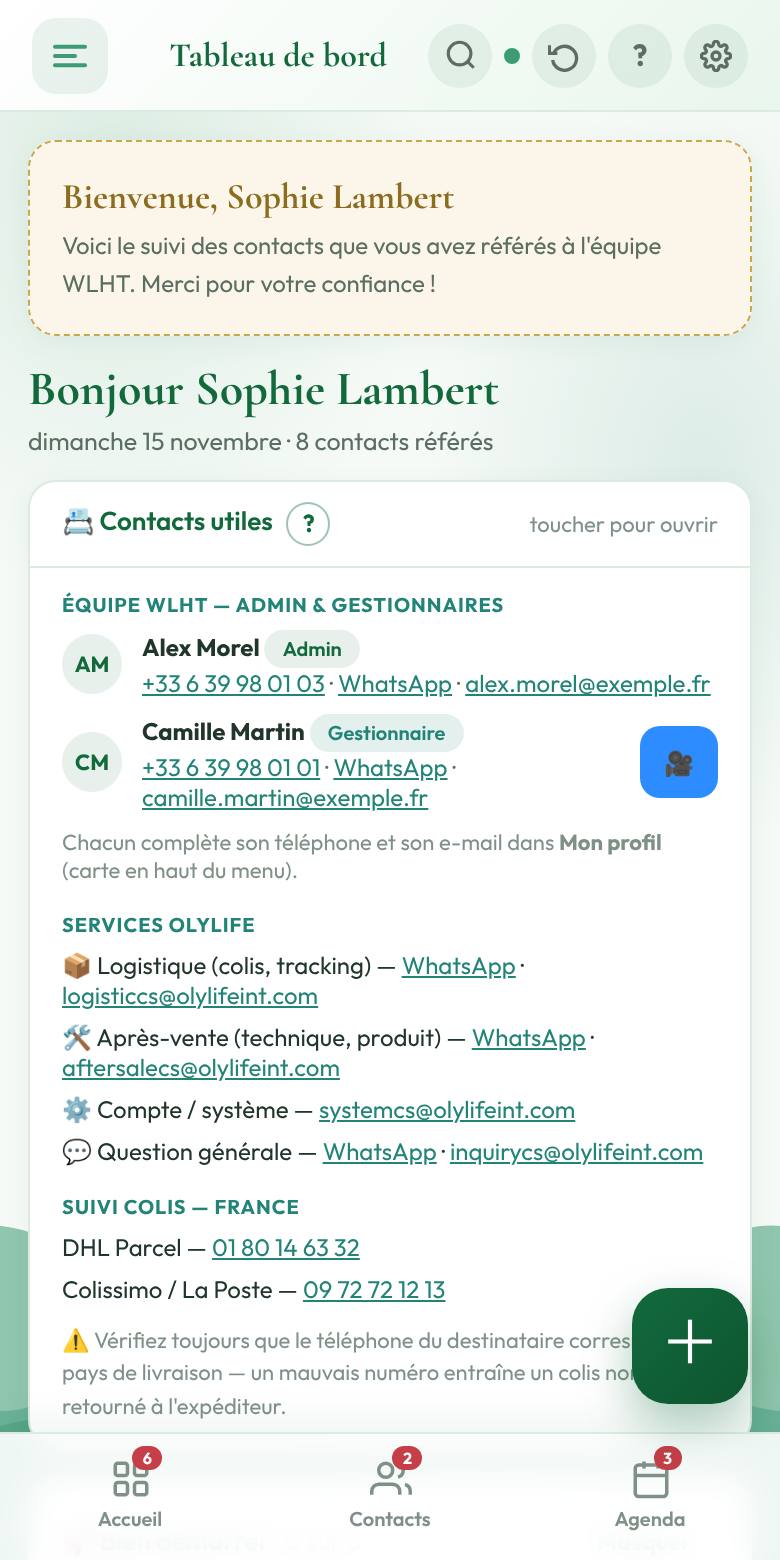 Tableau de bord
?
Bienvenue, Sophie Lambert
Voici le suivi des contacts que vous avez référés à l'équipe
WLHT. Merci pour votre confiance !
Bonjour Sophie Lambert
dimanche 15 novembre · 8 contacts référés
📇 Contacts utiles ? toucher pour ouvrir
ÉQUIPE WLHT — ADMIN & GESTIONNAIRES
AM
Alex Morel Admin
+33 6 39 98 01 03 · WhatsApp · alex.morel@exemple.fr
CM
Camille Martin Gestionnaire
+33 6 39 98 01 01 · WhatsApp ·
camille.martin@exemple.fr
Chacun complète son téléphone et son e-mail dans Mon profil
(carte en haut du menu).
SERVICES OLYLIFE
📦 Logistique (colis, tracking) — WhatsApp ·
logisticcs@olylifeint.com
🛠️ Après-vente (technique, produit) — WhatsApp ·
aftersalecs@olylifeint.com
⚙️ Compte / système — systemcs@olylifeint.com
💬 Question générale — WhatsApp · inquirycs@olylifeint.com
SUIVI COLIS — FRANCE
DHL Parcel — 01 80 14 63 32
Colissimo / La Poste — 09 72 72 12 13
⚠️ Vérifiez toujours que le téléphone du destinataire
pays de livraison — un mauvais numéro entraîne un colis
retourné à l'expéditeur.
6 2 3
Accueil Contacts Agenda